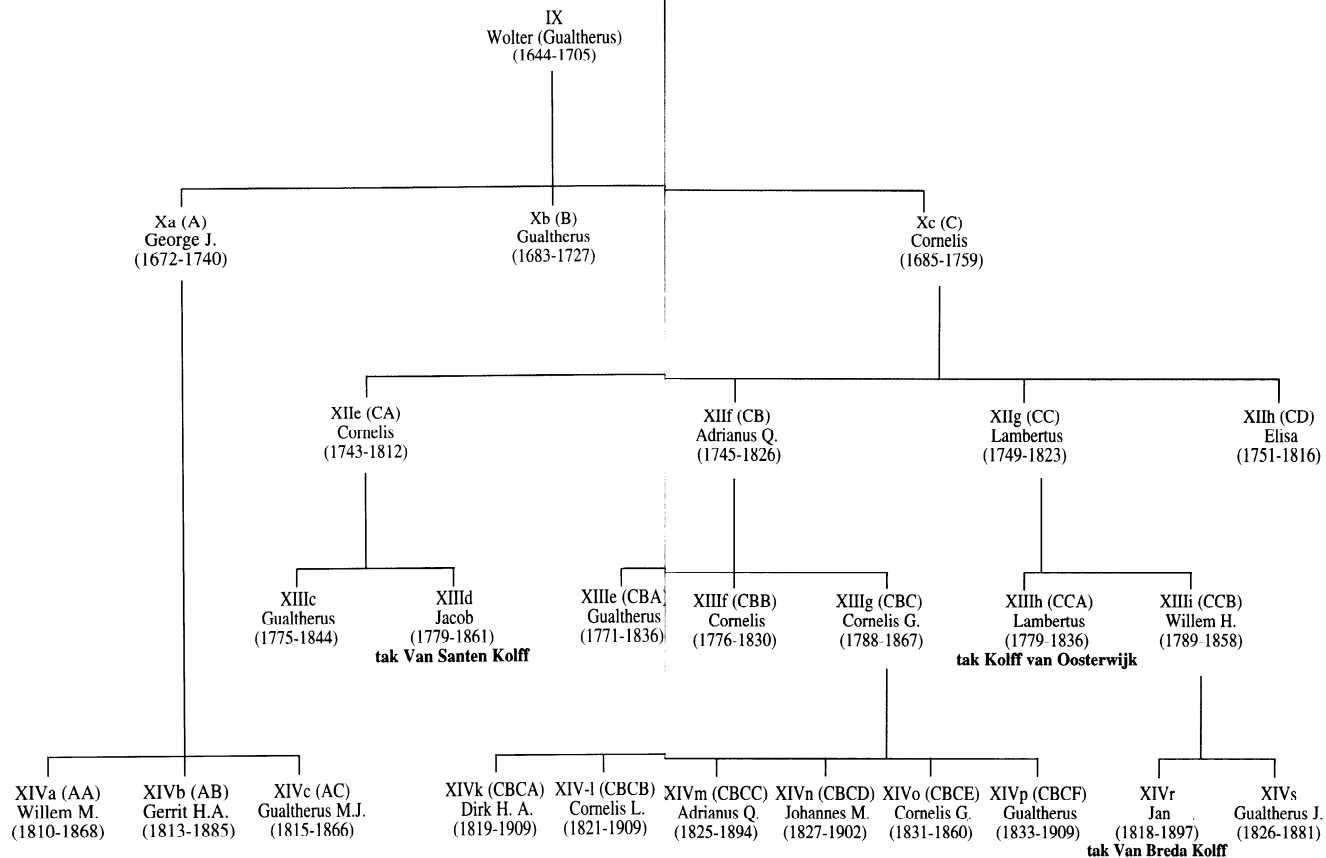 IX
Wolter (Gualtherus)
(1644-1705)
Xa (A)
George J.
(1672-1740)
Xb (B)
Gualtherus
(1683-1727)
Xc (C)
Cornelis
(1685-1759)
XIIe (CA)
Cornelis
(1743-1812)
XIIf (CB)
Adrianus Q.
(1745-1826)
XIIg (CC)
Lambertus
(1749-1823)
XIIh (CD)
Elisa
(1751-1816)
XIIIc
Gualtherus
(1775-1844)
XIIId
Jacob
(1779-1861)
tak Van Santen Kolff
XIIIe (CBA)
Gualtherus
(1771-1836)
XIIIf (CBB)
Cornelis
(1776-1830)
XIIIg (CBC)
Cornelis G.
(1788-1867)
XIIIh (CCA)
Lambertus
(1779-1836)
tak Kolff van Oosterwijk
XIIIi (CCB)
Willem H.
(1789-1858)
XIVa (AA)
Willem M.
(1810-1868)
XIVb (AB)
Gerrit H.A.
(1813-1885)
XIVc (AC)
Gualtherus M.J.
(1815-1866)
XIVk (CBCA)
Dirk H. A.
(1819-1909)
XIV-l (CBCB)
Cornelis L.
(1821-1909)
XIVm (CBCC)
Adrianus Q.
(1825-1894)
XIVn (CBCD)
Johannes M.
(1827-1902)
XIVo (CBCE)
Cornelis G.
(1831-1860)
XIVp (CBCF)
Gualtherus
(1833-1909)
XIVr
Jan
(1818-1897)
tak Van Breda Kolff
XIVs
Gualtherus J.
(1826-1881)